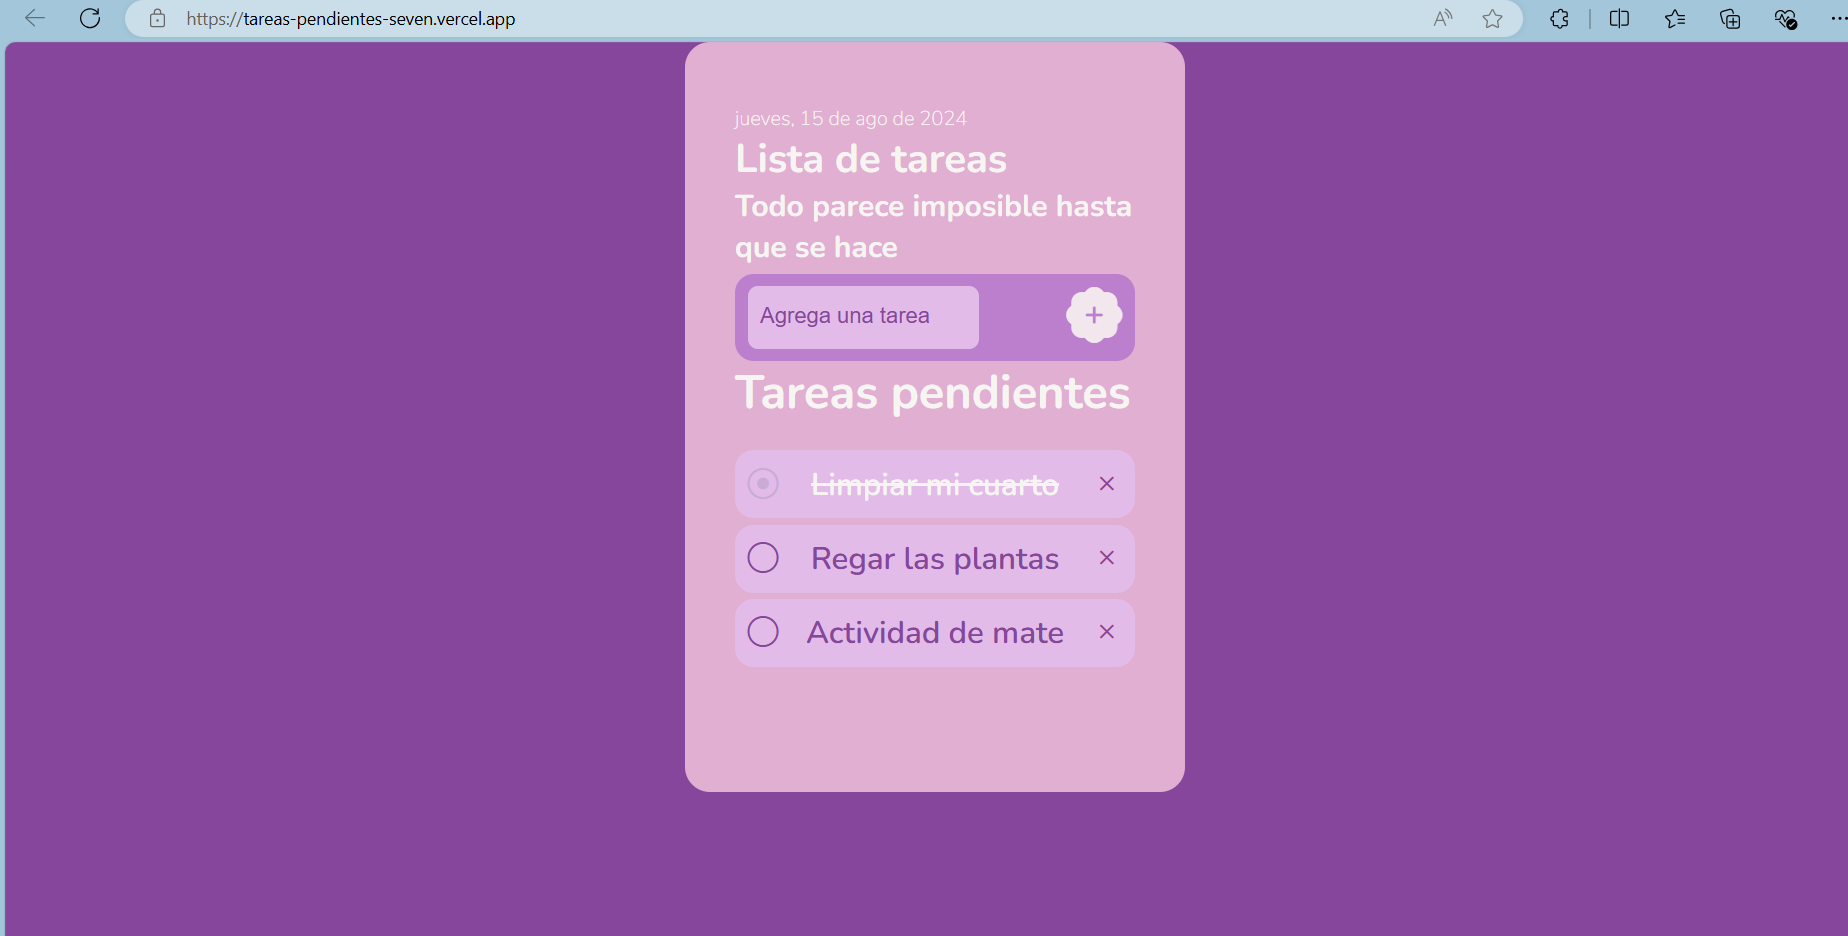 https://tareas-pendientes-seven.vercel.app
jueves, 15 de ago de 2024
Lista de tareas
Todo parece imposible hasta
que se hace
Agrega una tarea
+
Tareas pendientes
Limpiar mi cuarto
Regar las plantas
Actividad de mate